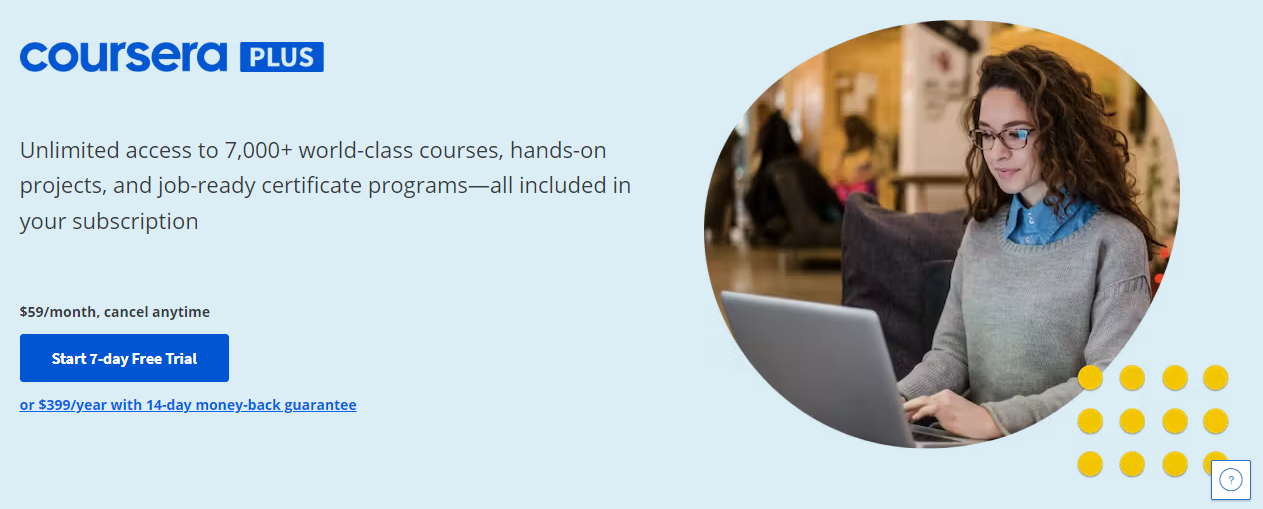 coursera PLUS
Unlimited access to 7,000+ world-class courses, hands-on
projects, and job-ready certificate programs—all included in
your subscription
$59/month, cancel anytime
Start 7-day Free Trial
or $399/year with 14-day money-back guarantee
?